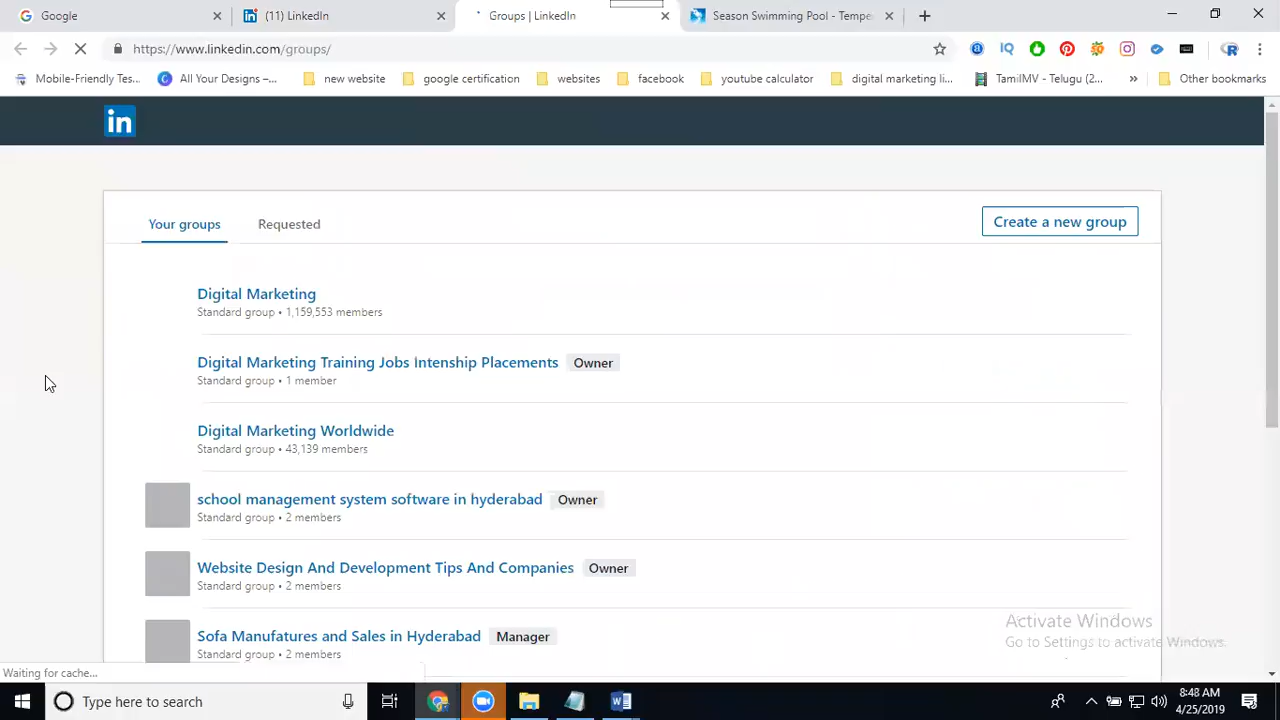 Google
(11) LinkedIn
Groups | LinkedIn
Season Swimming Pool - Tempe
https://www.linkedin.com/groups/
Mobile-Friendly Tes...
All Your Designs –...
new website
google certification
websites
facebook
youtube calculator
digital marketing li...
TamilMV - Telugu (2...
Other bookmarks
in
Your groups
Requested
Create a new group
Digital Marketing
Standard group • 1,159,553 members
Digital Marketing Training Jobs Intenship Placements Owner
Standard group • 1 member
Digital Marketing Worldwide
Standard group • 43,139 members
school management system software in hyderabad Owner
Standard group • 2 members
Website Design And Development Tips And Companies Owner
Standard group • 2 members
Sofa Manufatures and Sales in Hyderabad Manager
Standard group • 2 members
Activate Windows
Go to Settings to activate Windows.
Waiting for cache...
Type here to search
8:48 AM
4/25/2019